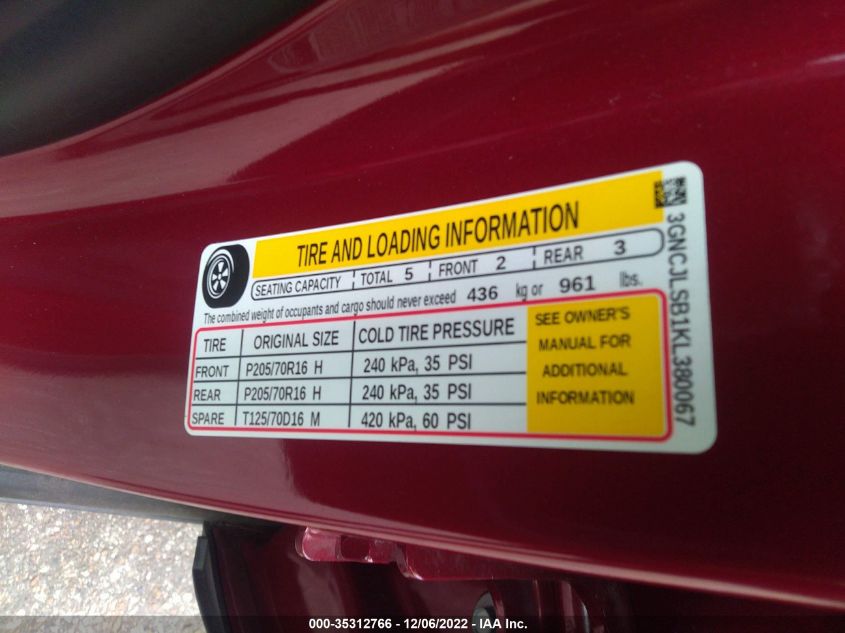 TIRE AND LOADING INFORMATION
SEATING CAPACITY TOTAL 5 FRONT 2 REAR 3
The combined weight of occupants and cargo should never exceed 436 kg or 961 lbs.
TIRE ORIGINAL SIZE COLD TIRE PRESSURE
FRONT P205/70R16 H 240 kPa, 35 PSI
REAR P205/70R16 H 240 kPa, 35 PSI
SPARE T125/70D16 M 420 kPa, 60 PSI
SEE OWNER'S
MANUAL FOR
ADDITIONAL
INFORMATION
3GNCJLSB1KL380067
000-35312766 - 12/06/2022 - IAA Inc.